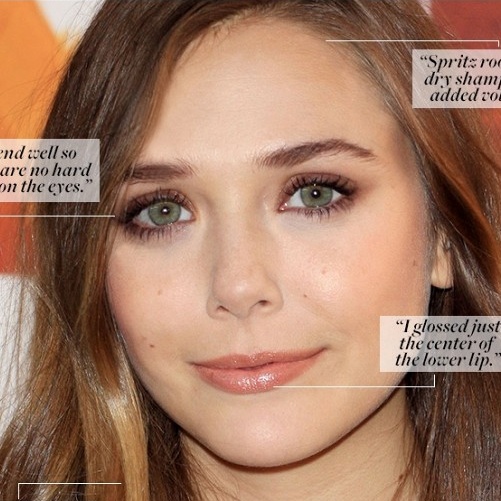 “Spritz
dry
added
well so
are no hard
on the eyes.”
“I glossed just
the center of
the lower lip.”